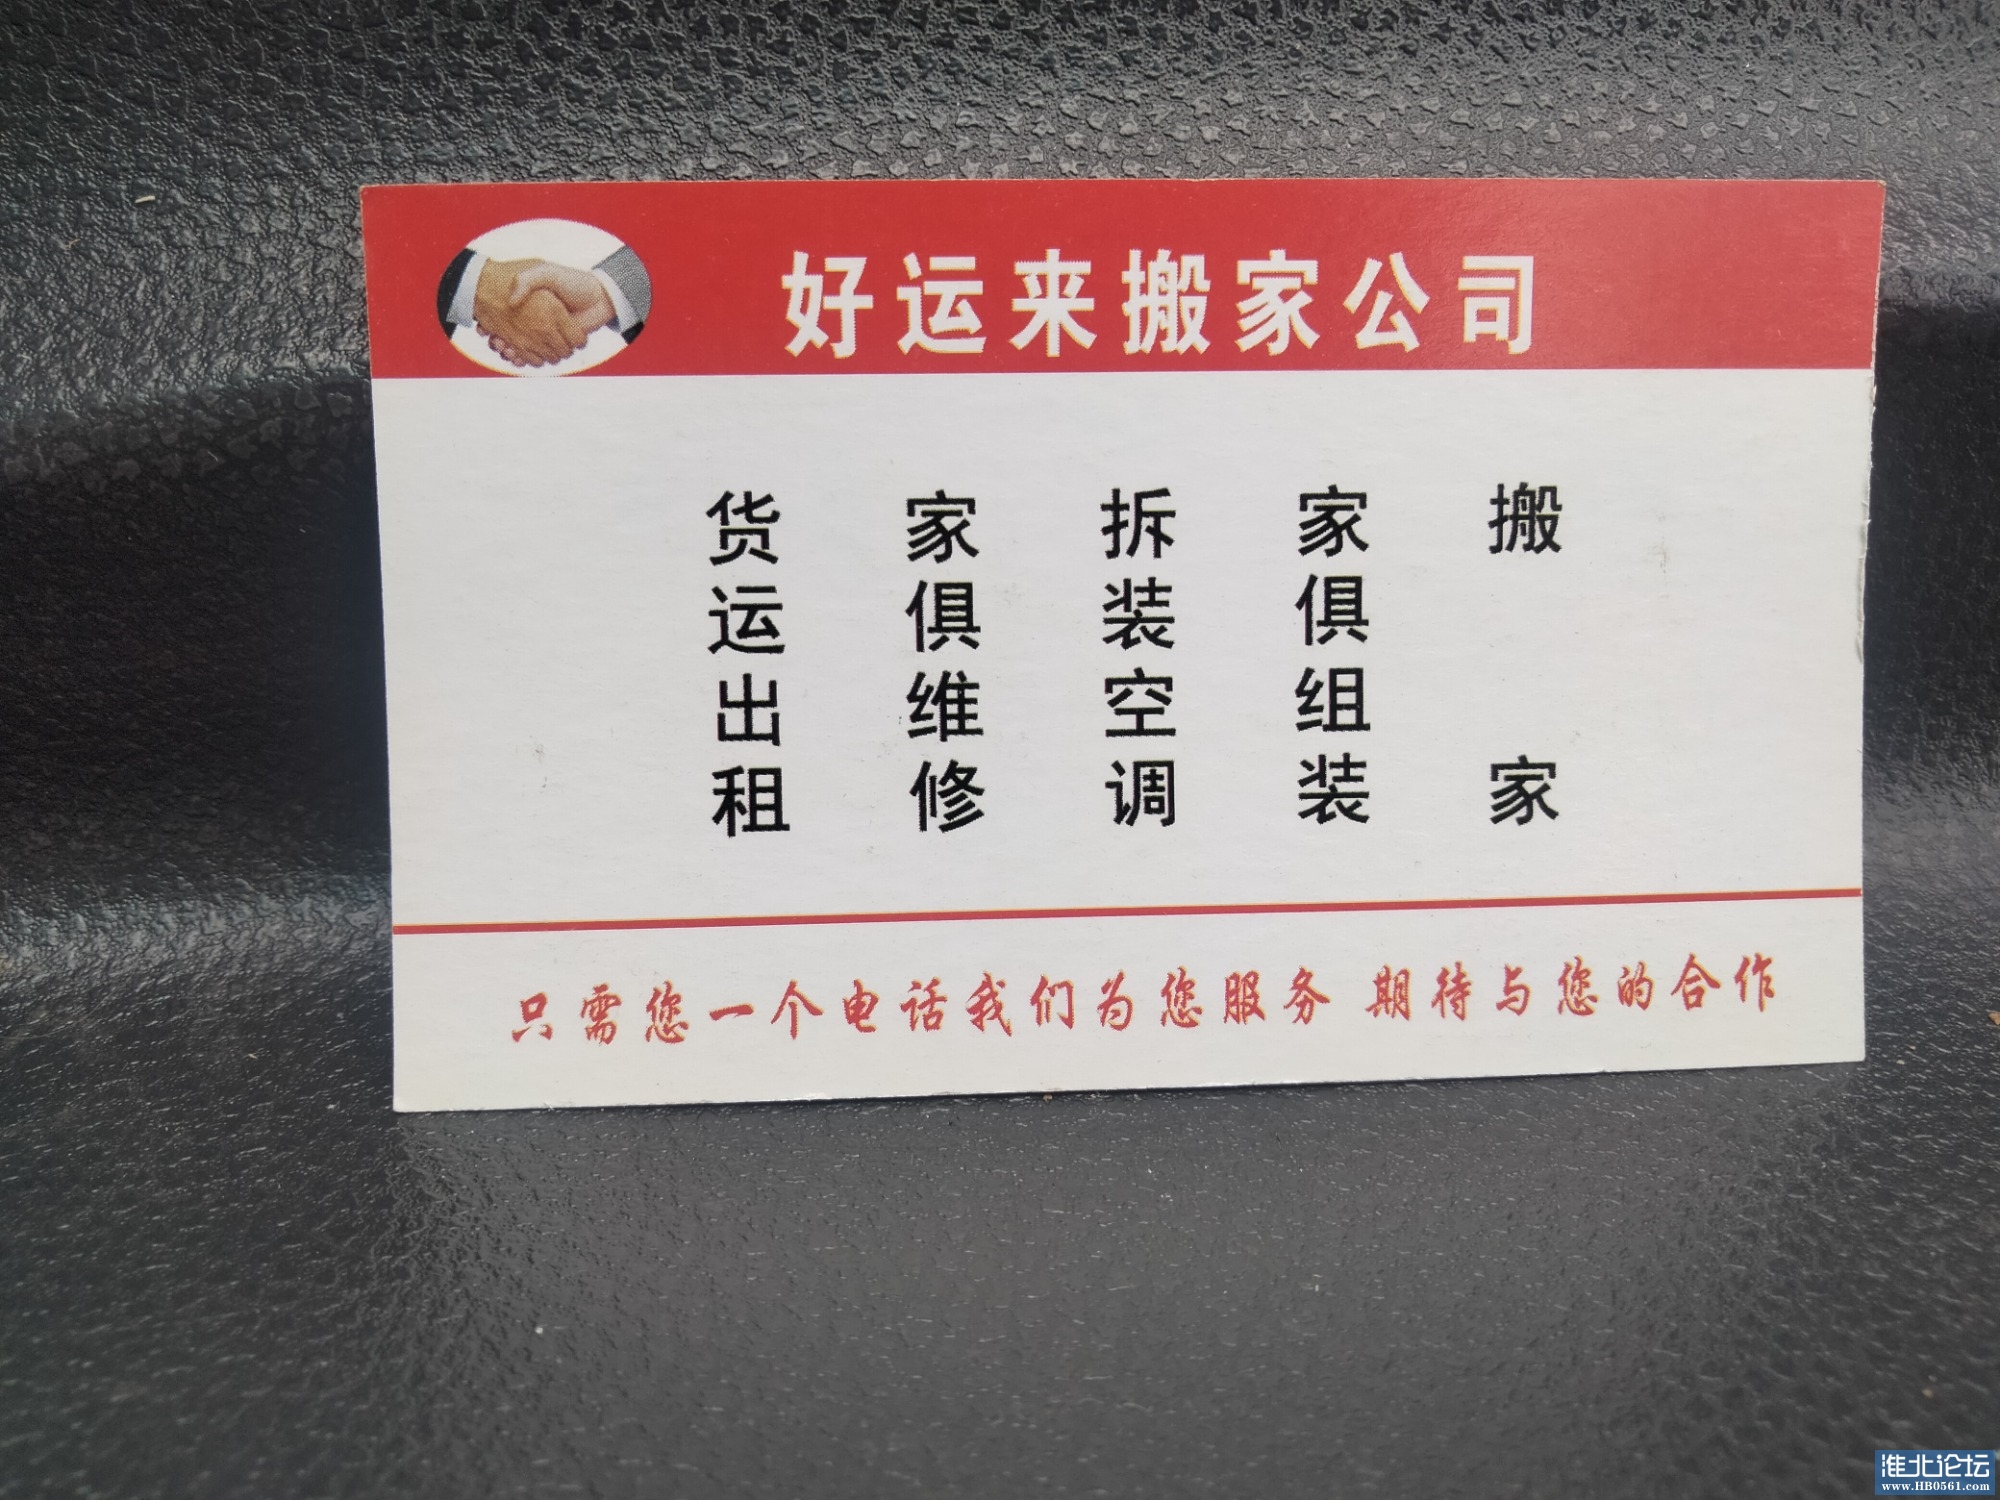 好运来搬家公司
搬家
家俱组装
拆装空调
家俱维修
货运出租
只需您一个电话我们为您服务 期待与您的合作
淮北论坛
www.HB0561.com